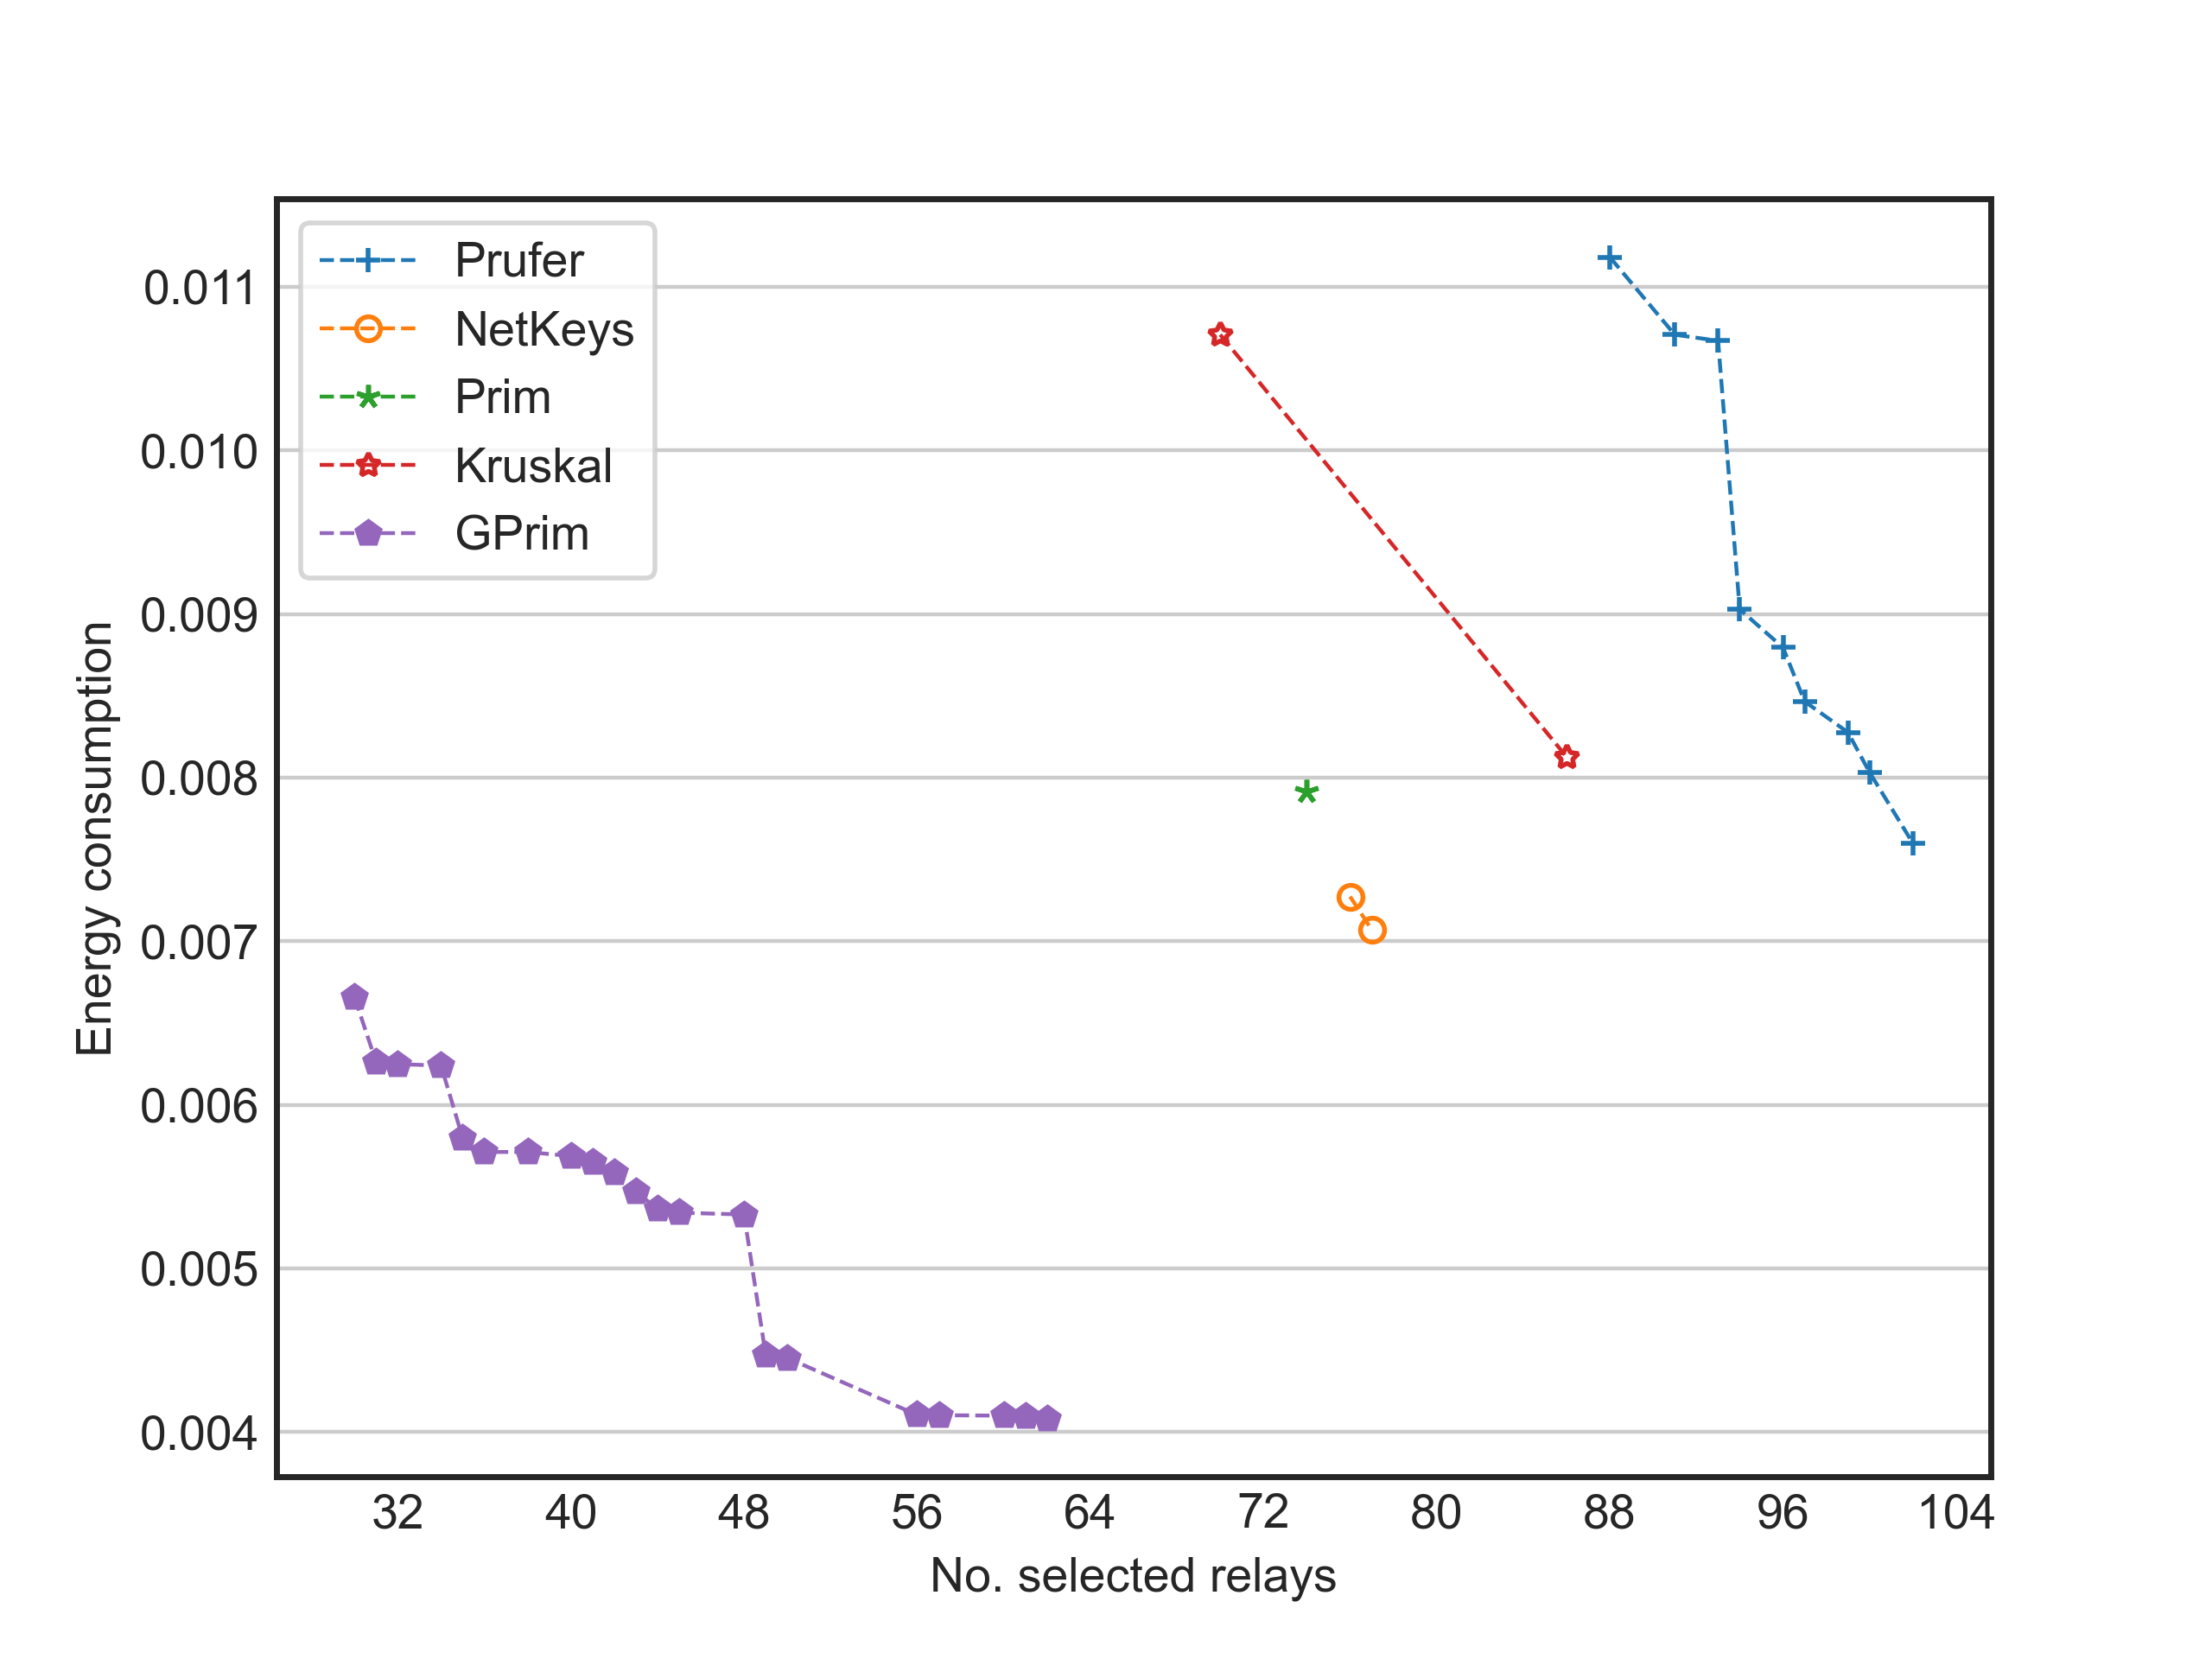 Prufer
NetKeys
Prim
Kruskal
GPrim
0.011
0.010
0.009
0.008
0.007
0.006
0.005
0.004
Energy consumption
32 40 48 56 64 72 80 88 96 104
No. selected relays